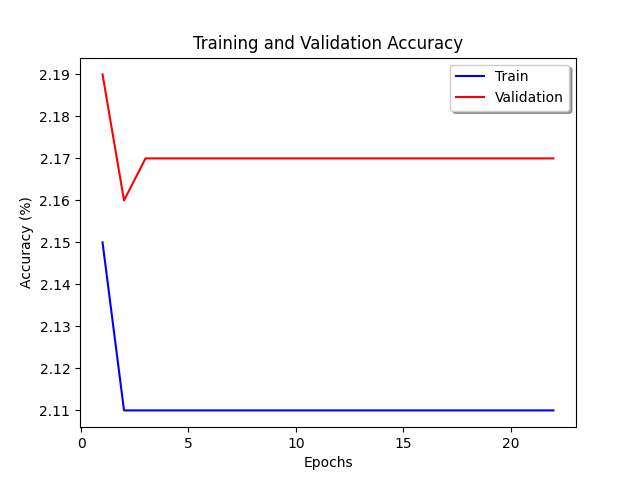 Training and Validation Accuracy
Train
Validation
Accuracy (%)
2.19
2.18
2.17
2.16
2.15
2.14
2.13
2.12
2.11
0 5 10 15 20
Epochs